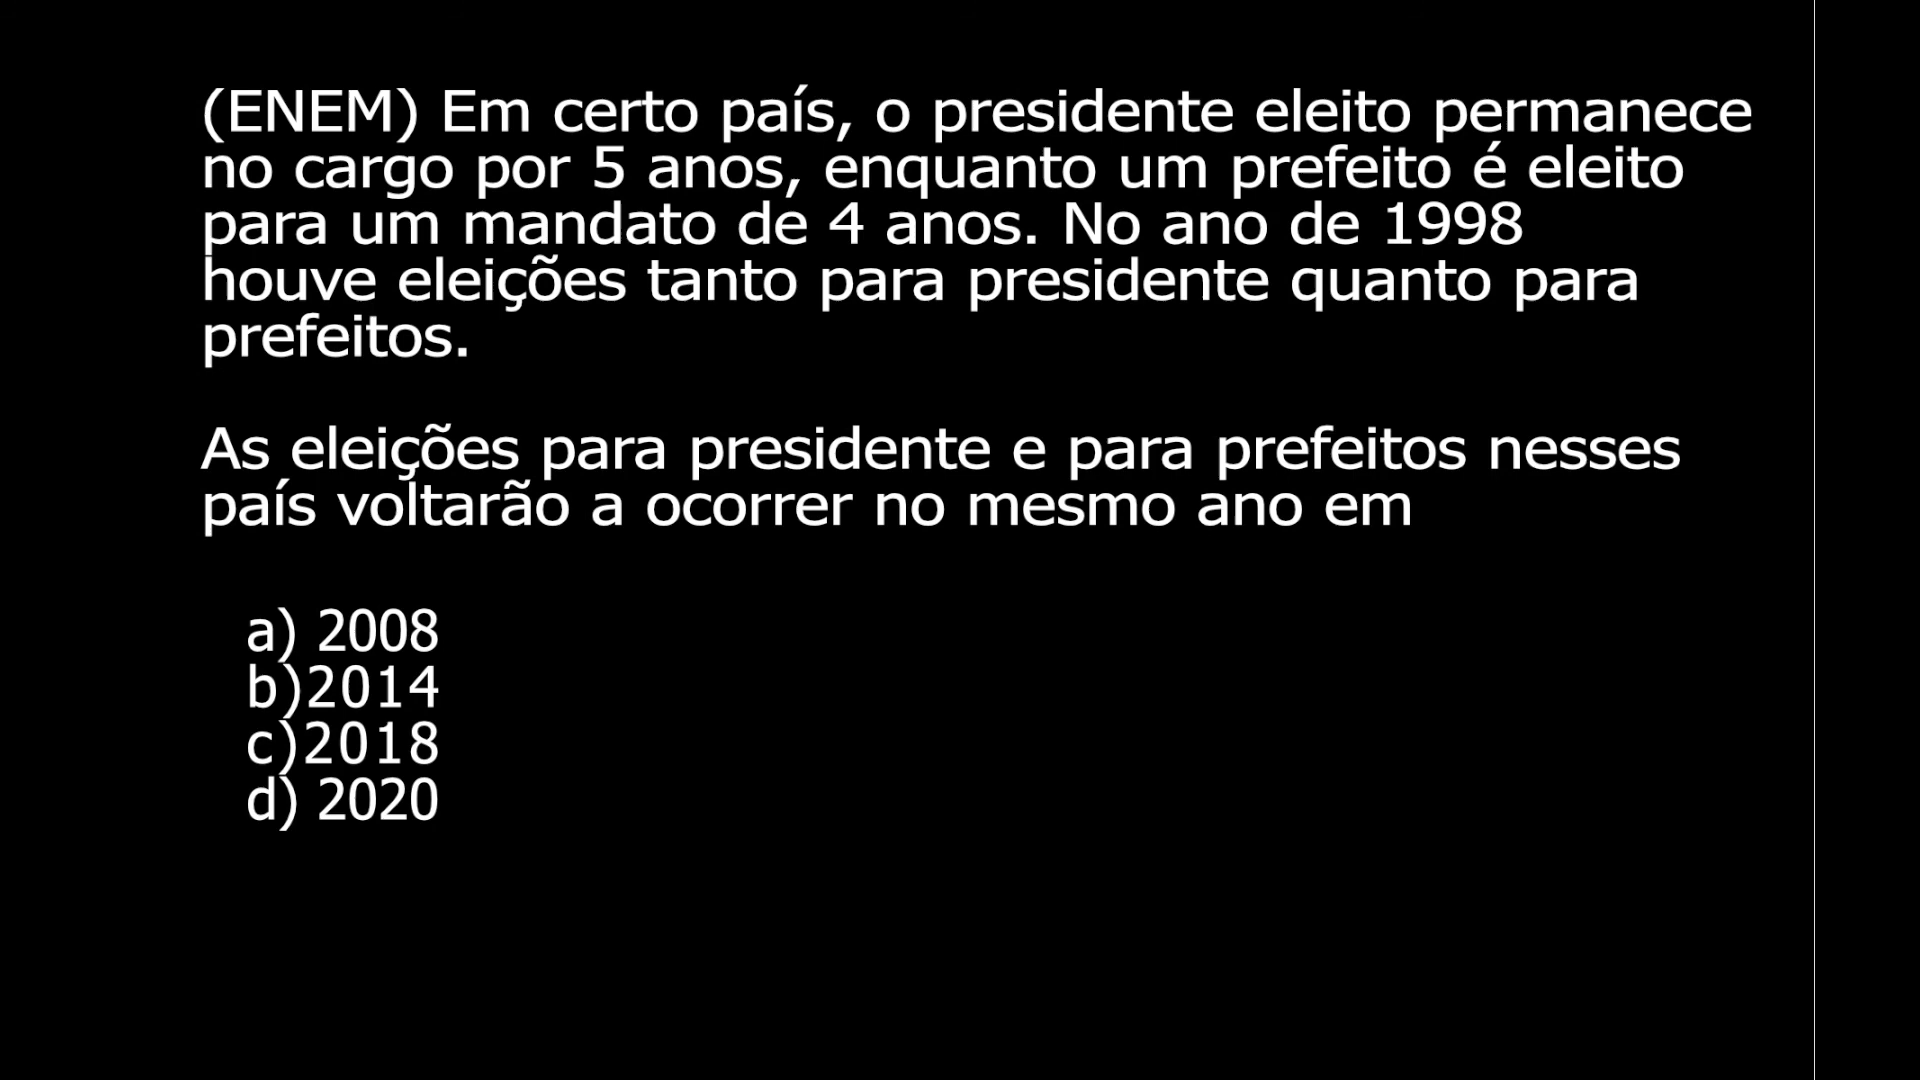 (ENEM) Em certo país, o presidente eleito permanece
no cargo por 5 anos, enquanto um prefeito é eleito
para um mandato de 4 anos. No ano de 1998
houve eleições tanto para presidente quanto para
prefeitos.
As eleições para presidente e para prefeitos nesses
país voltarão a ocorrer no mesmo ano em
a) 2008
b)2014
c)2018
d) 2020